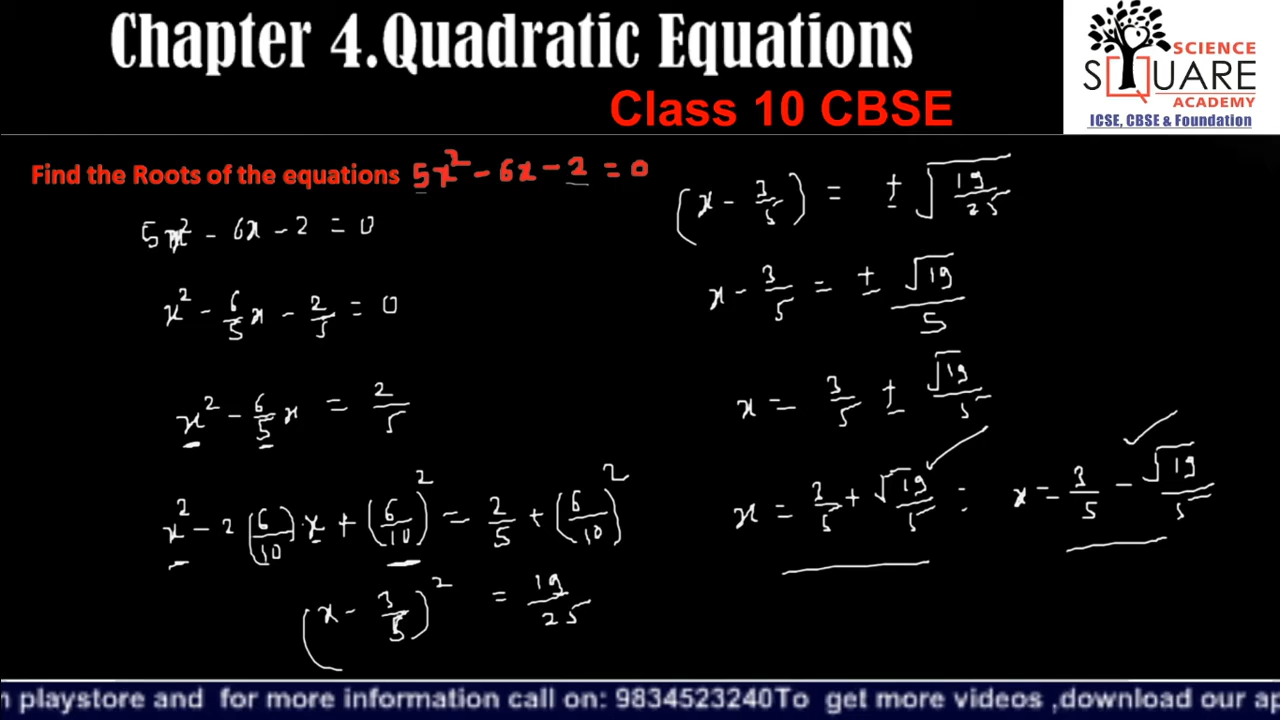 Chapter 4.Quadratic Equations
Class 10 CBSE
SCIENCE
SQUARE
ACADEMY
ICSE, CBSE & Foundation
Find the Roots of the equations 5x² - 6x - 2 = 0
5x² - 6x - 2 = 0
x² - 6/5 x - 2/5 = 0
x² - 6/5 x = 2/5
x² - 2(6/10)·x + (6/10)² = 2/5 + (6/10)²
(x - 3/5)² = 19/25
(x - 3/5) = ± √(19/25)
x - 3/5 = ± √19/5
x = 3/5 ± √19/5
x = 3/5 + √19/5 ; x = 3/5 - √19/5
n playstore and for more information call on: 9834523240To get more videos ,download our ap